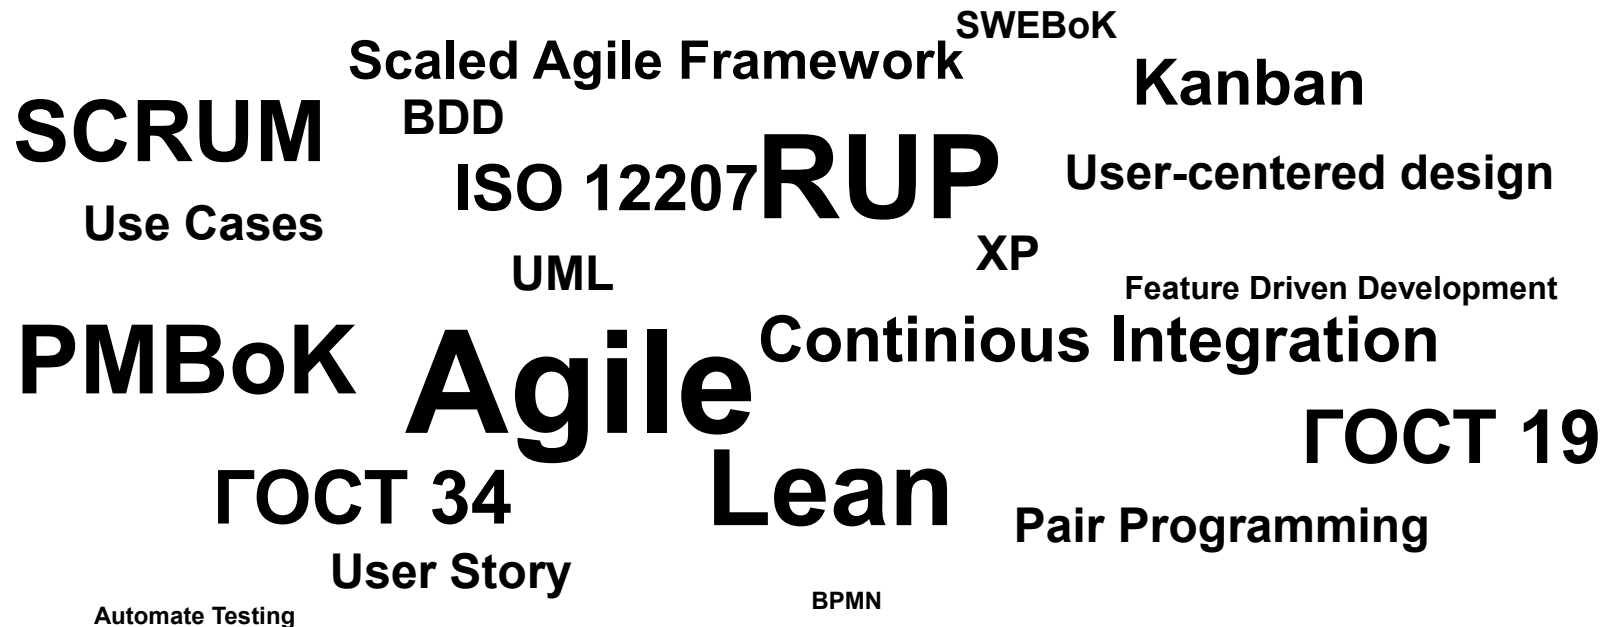 SWEBoK
Scaled Agile Framework
Kanban
SCRUM
BDD
ISO 12207
RUP
User-centered design
Use Cases
UML
XP
Feature Driven Development
PMBoK
Agile
Continious Integration
ГОСТ 19
ГОСТ 34
Lean
Pair Programming
User Story
BPMN
Automate Testing